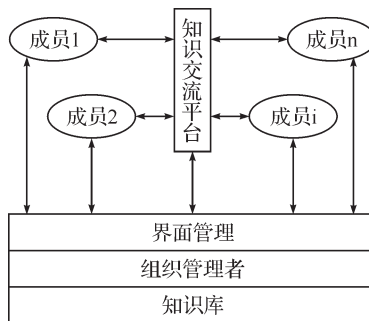 成员1
知识交流平台
成员n
成员2
成员i
界面管理
组织管理者
知识库